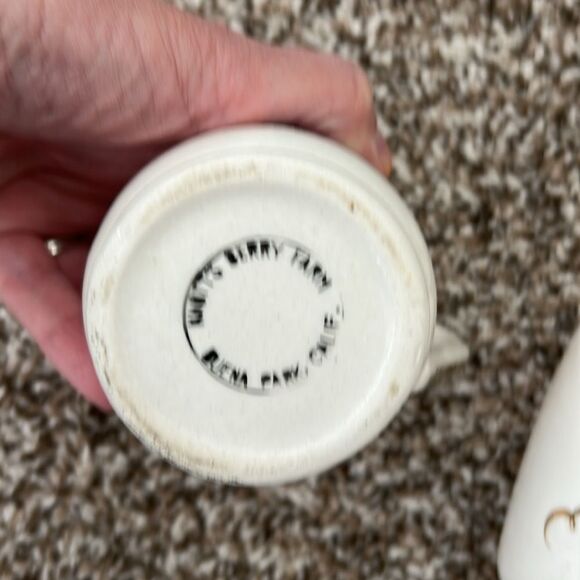 KNOTT'S BERRY FARM
BUENA PARK, CALIF.